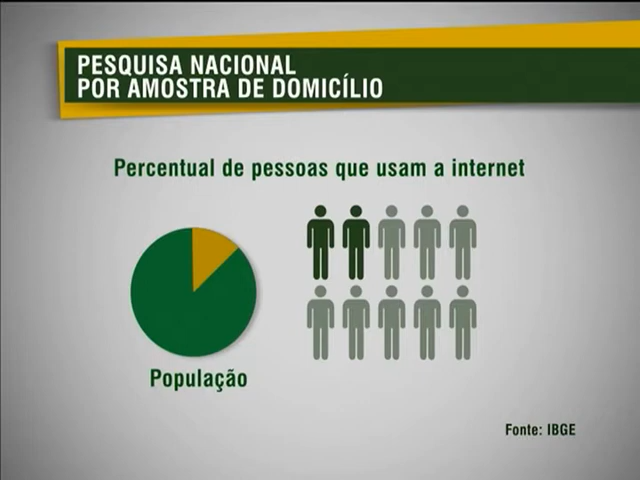 PESQUISA NACIONAL
POR AMOSTRA DE DOMICÍLIO
Percentual de pessoas que usam a internet
População
Fonte: IBGE